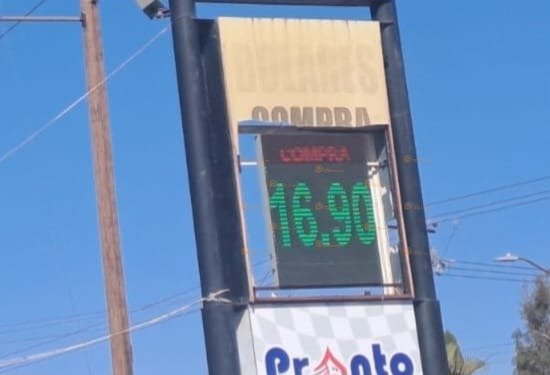 DOLARES
COMPRA
COMPRA
16.90
Pronto